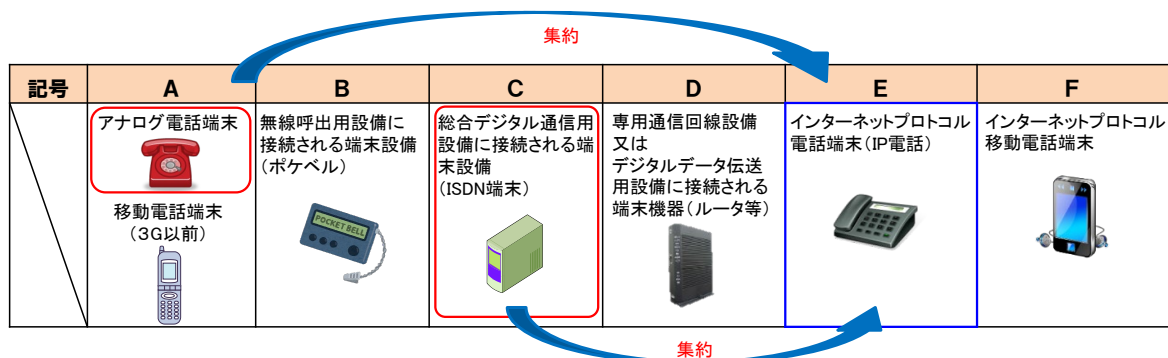 集約
記号
A
B
C
D
E
F
アナログ電話端末
移動電話端末
（3G以前）
無線呼出用設備に
接続される端末設備
（ポケベル）
POCKET BELL
総合デジタル通信用
設備に接続される端
末設備
（ISDN端末）
専用通信回線設備
又は
デジタルデータ伝送
用設備に接続される
端末機器（ルータ等）
インターネットプロトコル
電話端末（IP電話）
インターネットプロトコル
移動電話端末
集約